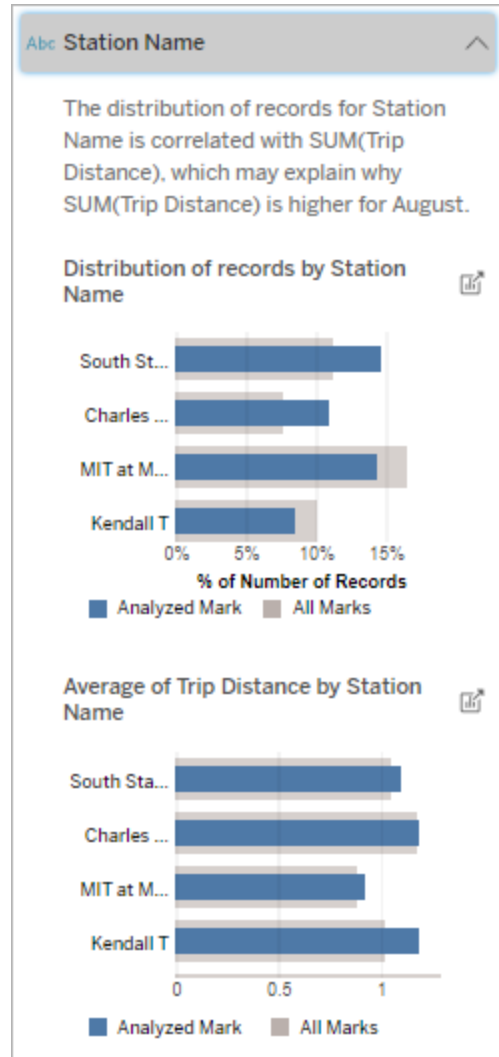 Abc Station Name
The distribution of records for Station
Name is correlated with SUM(Trip
Distance), which may explain why
SUM(Trip Distance) is higher for August.
Distribution of records by Station
Name
South St...
Charles ...
MIT at M...
Kendall T
0% 5% 10% 15%
% of Number of Records
Analyzed Mark All Marks
Average of Trip Distance by Station
Name
South Sta...
Charles ...
MIT at M...
Kendall T
0 0.5 1
Analyzed Mark All Marks